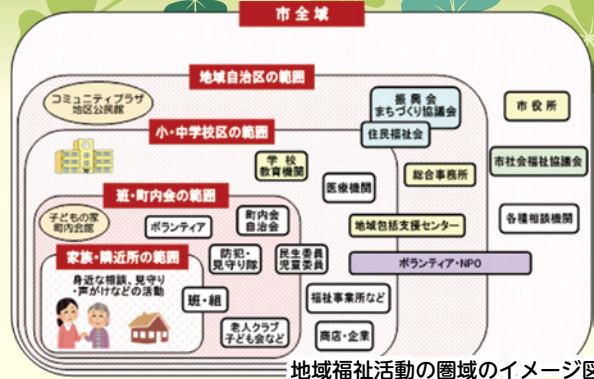 市全域
地域自治区の範囲
コミュニティプラザ
地区公民館
振興会
まちづくり協議会
市役所
小・中学校区の範囲
住民福祉会
学校
教育機関
市社会福祉協議会
総合事務所
医療機関
班・町内会の範囲
子どもの家
町内会館
ボランティア
町内会
自治会
地域包括支援センター
各種相談機関
家族・隣近所の範囲
防犯・
見守り隊
民生委員
児童委員
ボランティア・NPO
身近な相談、見守り
・声がけなどの活動
班・組
福祉事業所など
老人クラブ
子ども会など
商店・企業
地域福祉活動の圏域のイメージ図